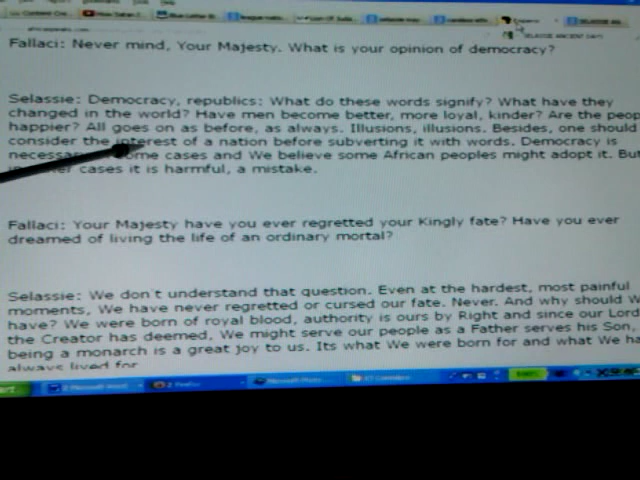 Fallaci: Never mind, Your Majesty. What is your opinion of democracy?
Selassie: Democracy, republics: What do these words signify? What have they
changed in the world? Have men become better, more loyal, kinder? Are the peop
happier? All goes on as before, as always. Illusions, illusions. Besides, one should
consider the interest of a nation before subverting it with words. Democracy is
some cases and We believe some African peoples might adopt it. But
cases it is harmful, a mistake.
Fallaci: Your Majesty have you ever regretted your Kingly fate? Have you ever
dreamed of living the life of an ordinary mortal?
Selassie: We don't understand that question. Even at the hardest, most painful
moments, We have never regretted or cursed our fate. Never. And why should W
have? We were born of royal blood, authority is ours by Right and since our Lord
the Creator has deemed, We might serve our people as a Father serves his Son,
being a monarch is a great joy to us. Its what We were born for and what We ha
always lived for
2 Microsoft Word
2 Firefox